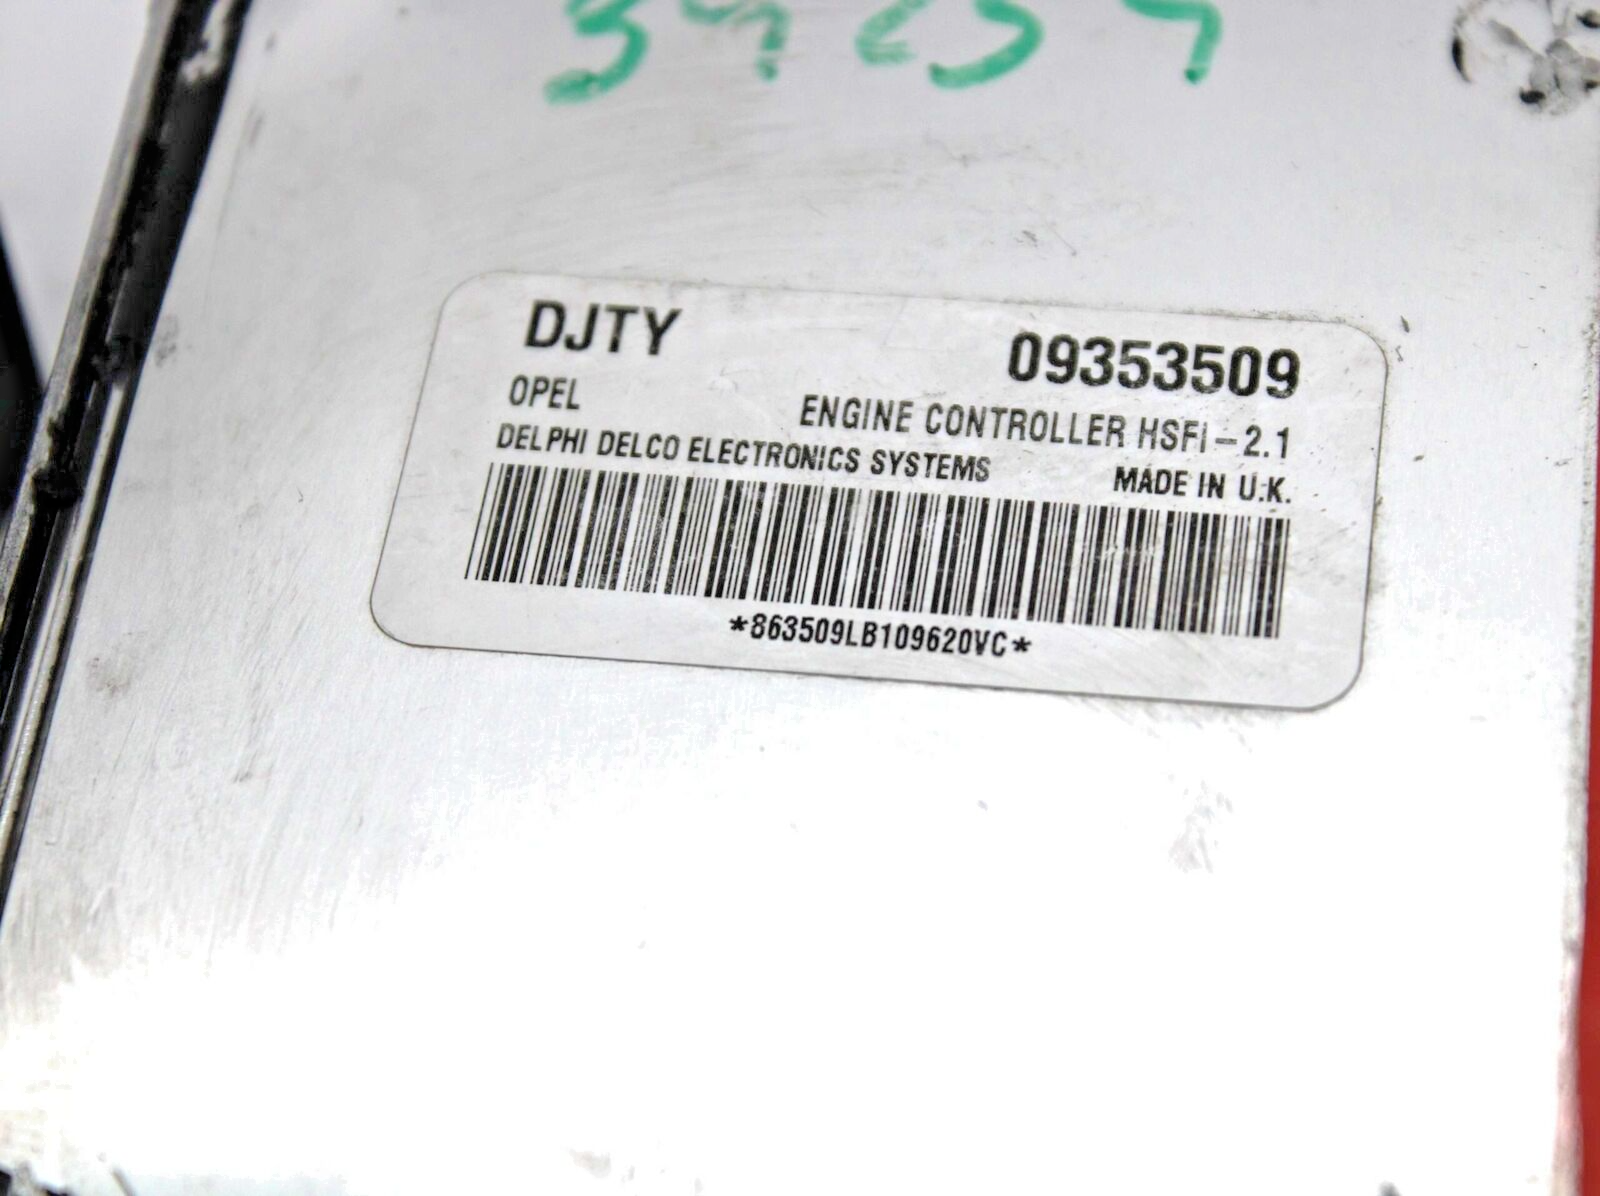 DJTY 09353509
OPEL ENGINE CONTROLLER HSFI-2.1
DELPHI DELCO ELECTRONICS SYSTEMS MADE IN U.K.
*863509LB109620VC*